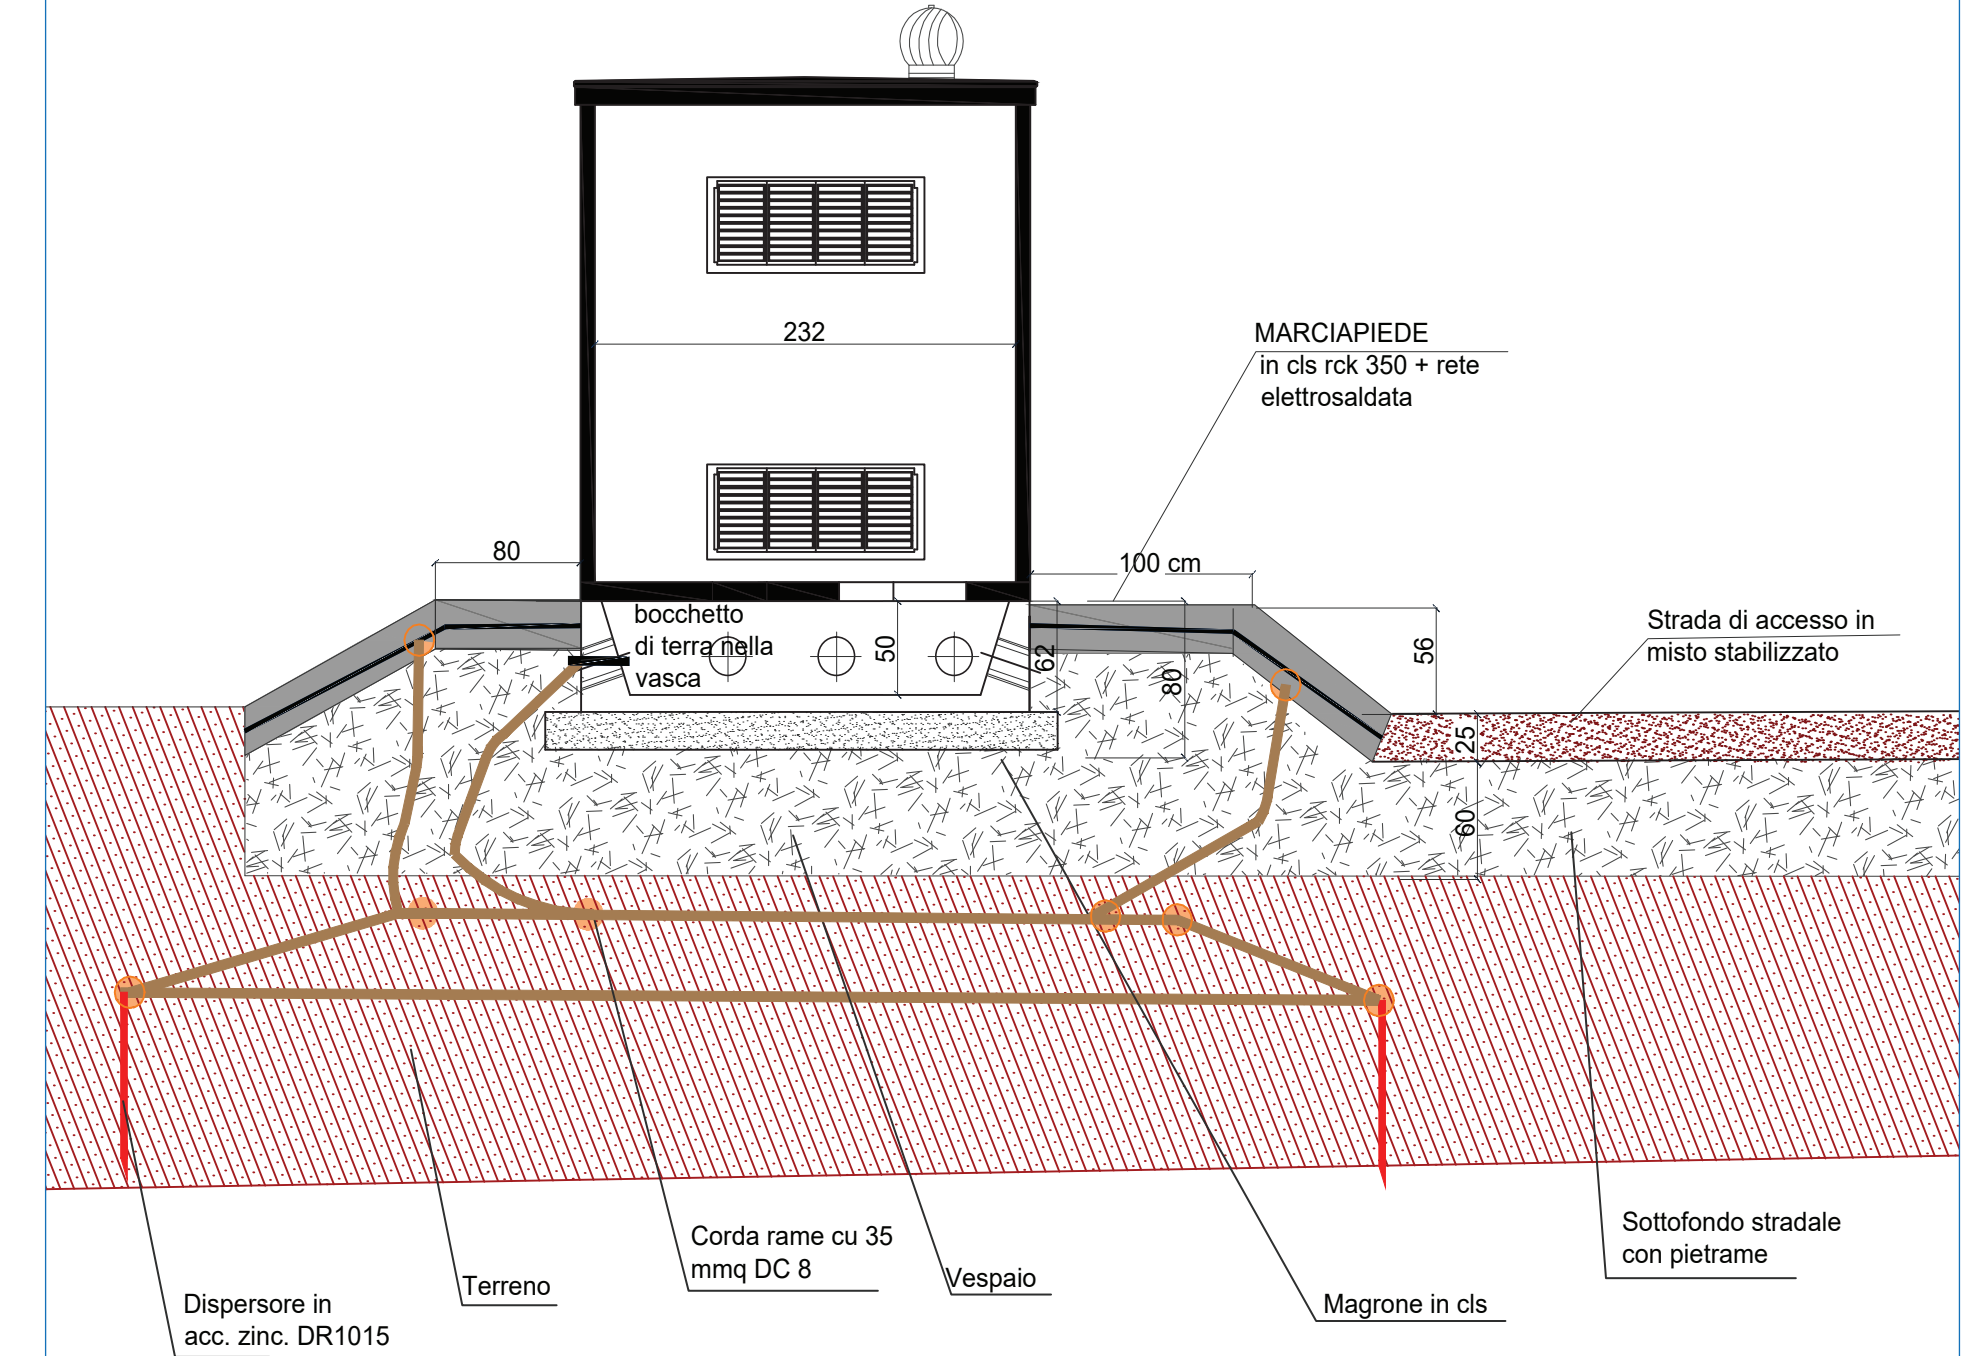 232
MARCIAPIEDE
in cls rck 350 + rete
elettrosaldata
80
100 cm
bocchetto
di terra nella
vasca
50
62
80
56
Strada di accesso in
misto stabilizzato
25
60
Corda rame cu 35
mmq DC 8
Sottofondo stradale
con pietrame
Terreno
Vespaio
Dispersore in
acc. zinc. DR1015
Magrone in cls